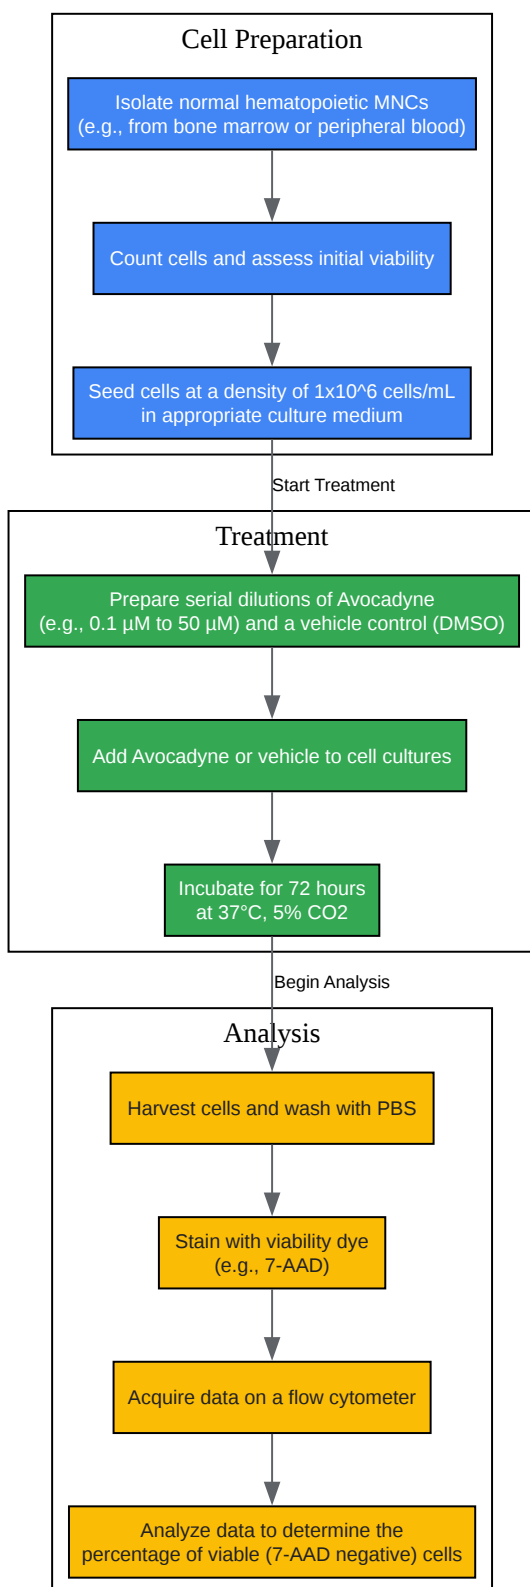 Cell Preparation
Isolate normal hematopoietic MNCs
(e.g., from bone marrow or peripheral blood)
Count cells and assess initial viability
Seed cells at a density of 1x10^6 cells/mL
in appropriate culture medium
Start Treatment
Treatment
Prepare serial dilutions of Avocadyne
(e.g., 0.1 µM to 50 µM) and a vehicle control (DMSO)
Add Avocadyne or vehicle to cell cultures
Incubate for 72 hours
at 37°C, 5% CO2
Begin Analysis
Analysis
Harvest cells and wash with PBS
Stain with viability dye
(e.g., 7-AAD)
Acquire data on a flow cytometer
Analyze data to determine the
percentage of viable (7-AAD negative) cells